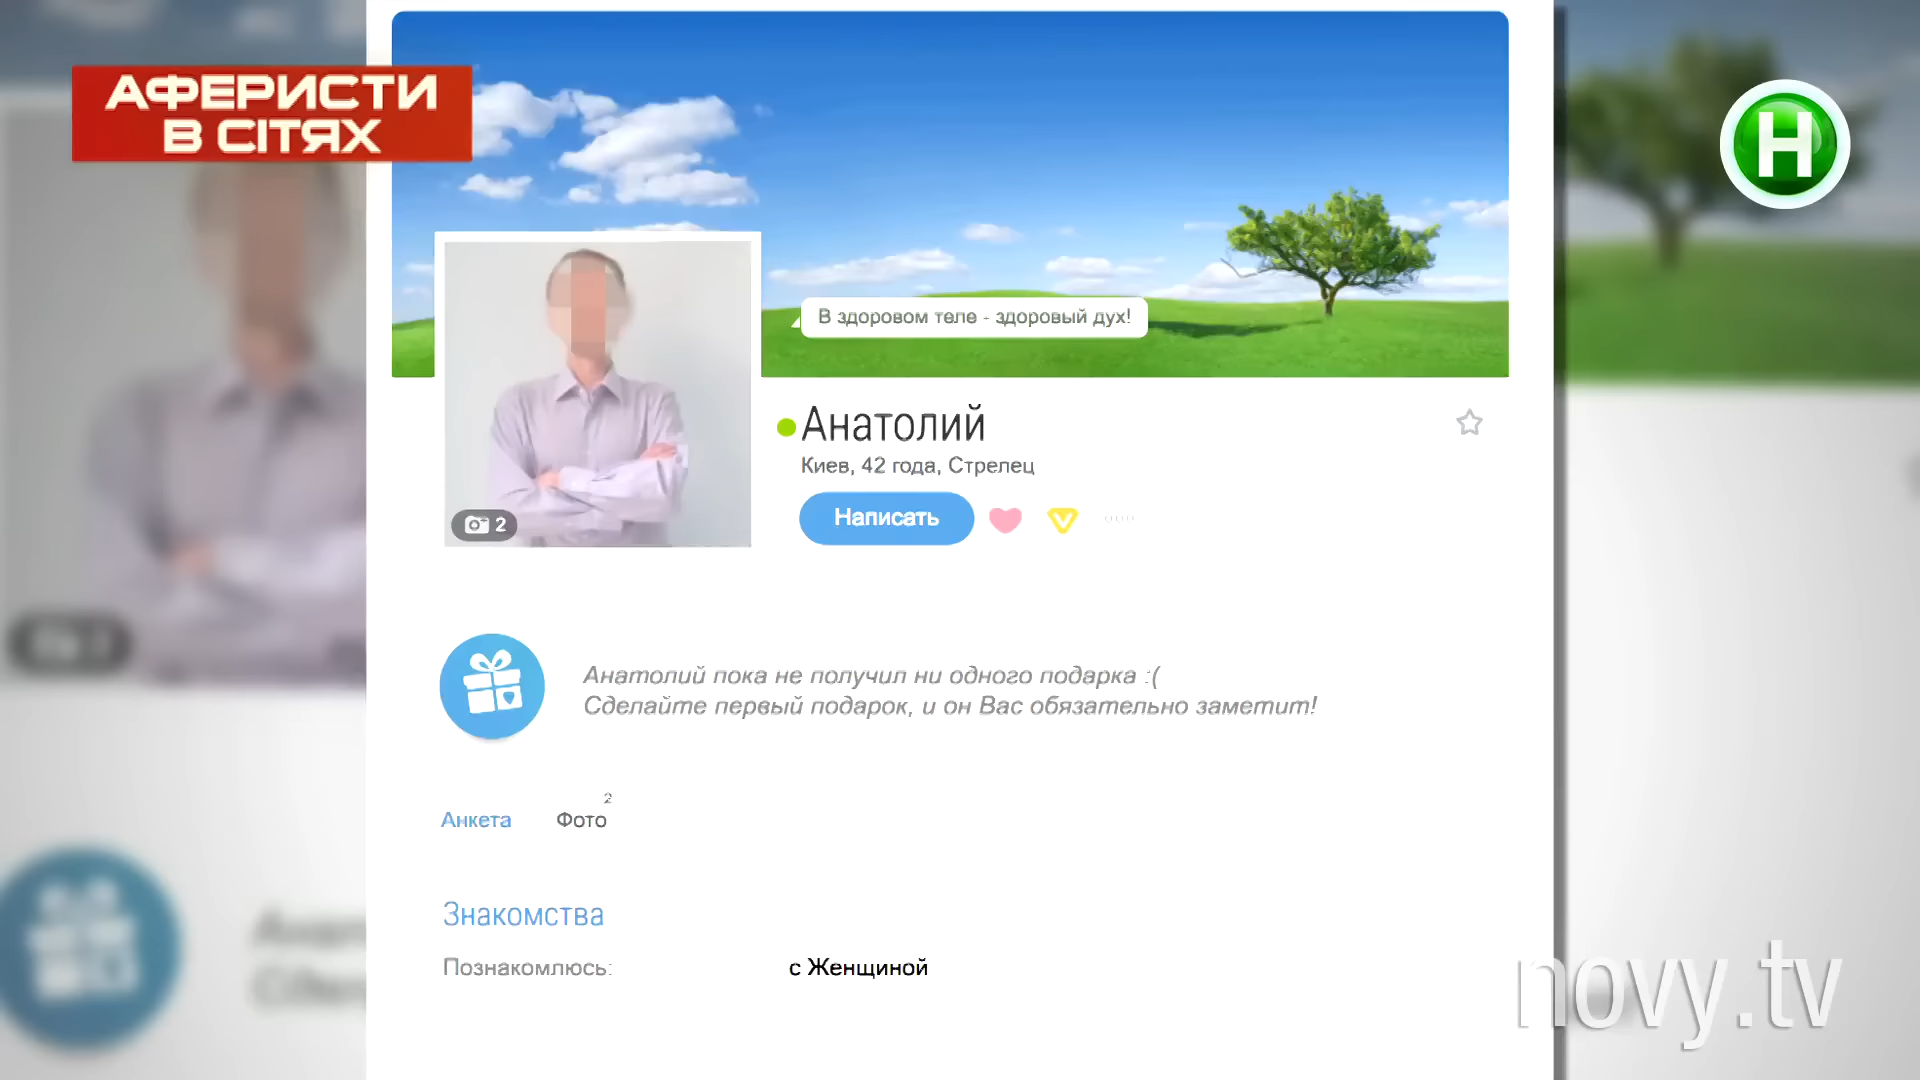 АФЕРИСТИ
В СІТЯХ
Н
В здоровом теле - здоровый дух!
Анатолий
Киев, 42 года, Стрелец
Написать
2
Анатолий пока не получил ни одного подарка :(
Сделайте первый подарок, и он Вас обязательно заметит!
Анкета Фото 2
Знакомства
Познакомлюсь: с Женщиной
novy.tv